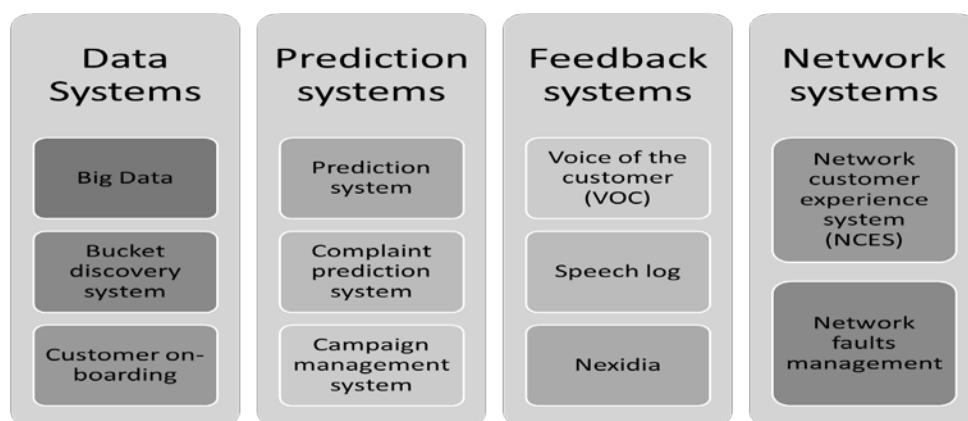 Data
Systems
Big Data
Bucket
discovery
system
Customer on-
boarding
Prediction
systems
Prediction
system
Complaint
prediction
system
Campaign
management
system
Feedback
systems
Voice of the
customer
(VOC)
Speech log
Nexidia
Network
systems
Network
customer
experience
system
(NCES)
Network
faults
management